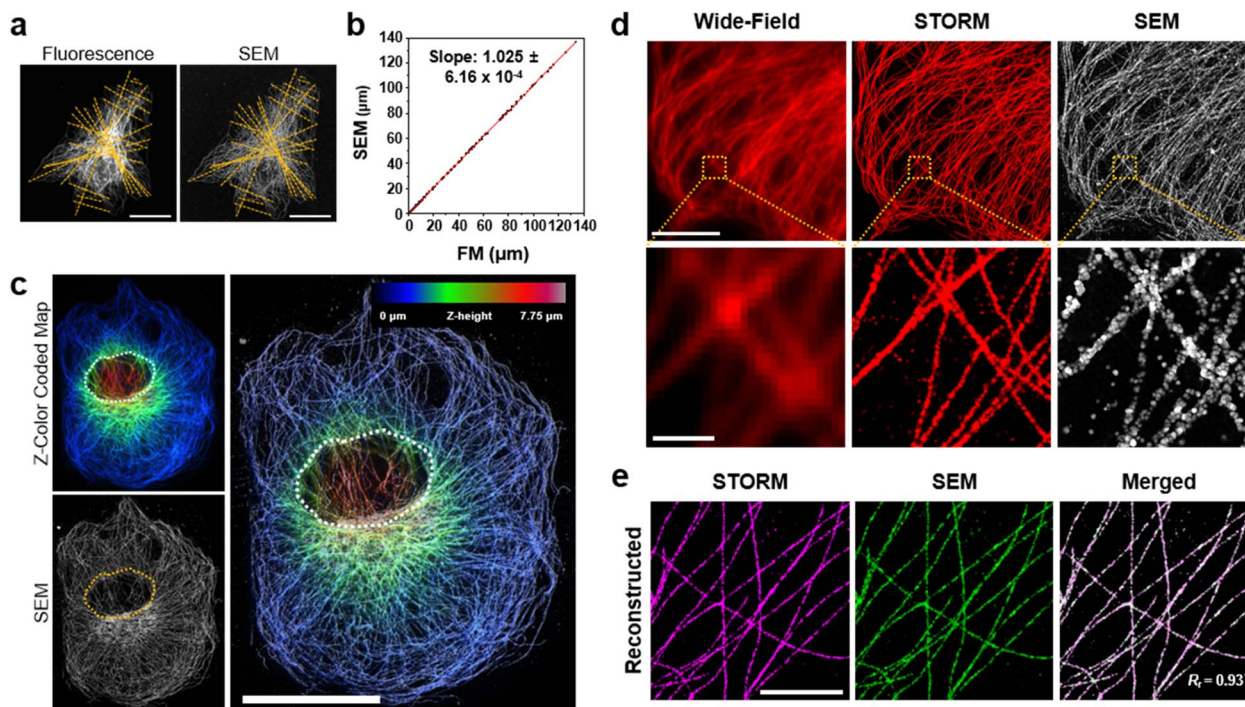 a
Fluorescence
SEM
b
140
120
100
80
60
40
20
0
SEM
(µm)
Slope: 1.025 ±
6.16 x 10⁻⁴
0
20
40
60
80
100
120
140
FM (µm)
c
Z-Color Coded Map
SEM
0 µm
Z-height
7.75 µm
d
Wide-Field
STORM
SEM
e
STORM
SEM
Merged
Reconstructed
Rr = 0.93